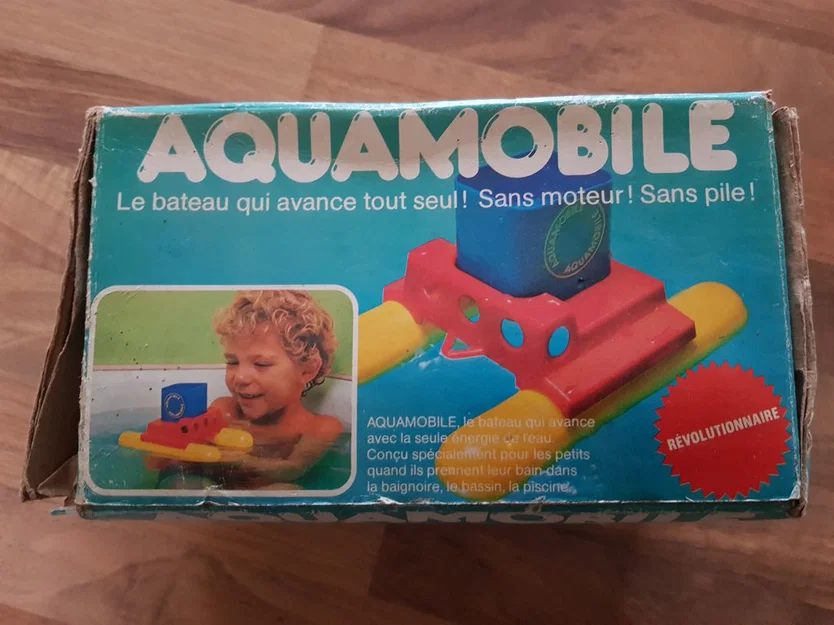 AQUAMOBILE
Le bateau qui avance tout seul! Sans moteur! Sans pile!
AQUAMOBILE
AQUAMOBILE
AQUAMOBILE, le bateau qui avance
avec la seule énergie de l'eau.
Conçu spécialement pour les petits
quand ils prennent leur bain dans
la baignoire, le bassin, la piscine.
RÉVOLUTIONNAIRE
AQUAMOBILE